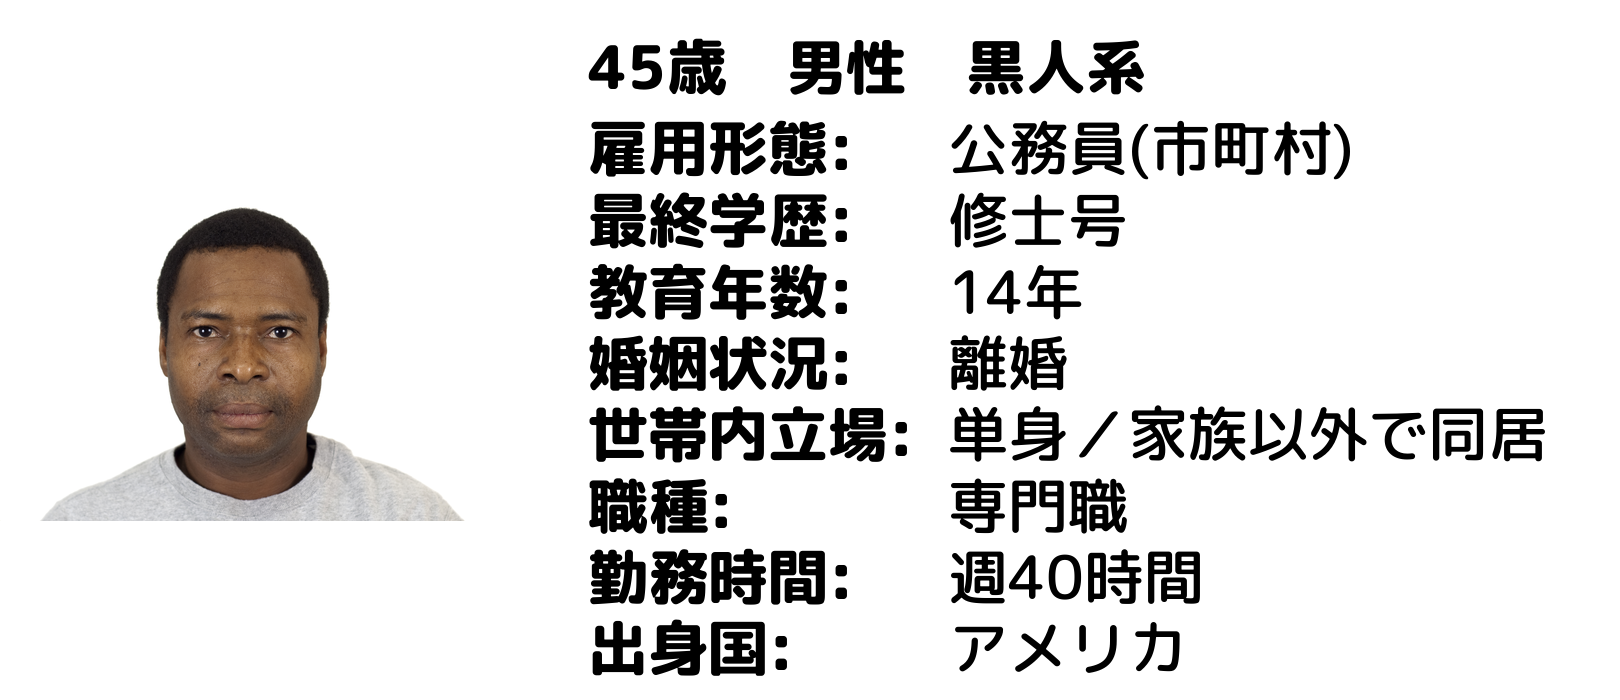 45歳　男性　黒人系
雇用形態:　公務員(市町村)
最終学歴:　修士号
教育年数:　14年
婚姻状況:　離婚
世帯内立場:　単身／家族以外で同居
職種:　専門職
勤務時間:　週40時間
出身国:　アメリカ